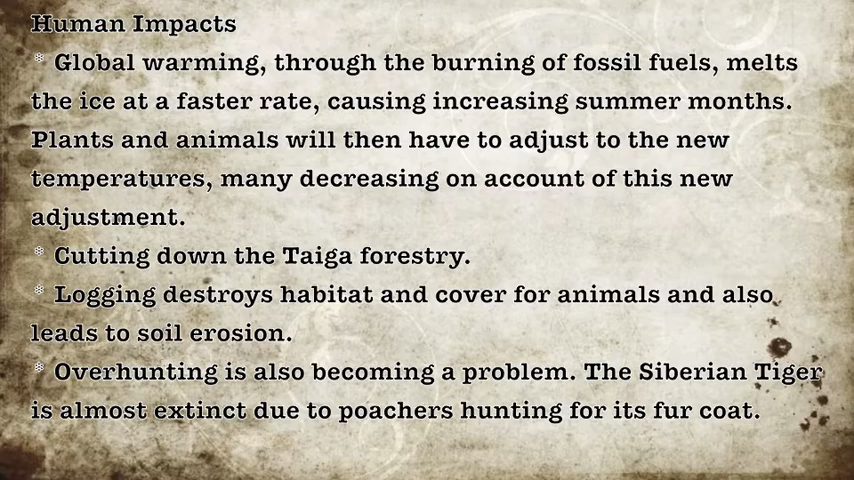 Human Impacts
* Global warming, through the burning of fossil fuels, melts
the ice at a faster rate, causing increasing summer months.
Plants and animals will then have to adjust to the new
temperatures, many decreasing on account of this new
adjustment.
* Cutting down the Taiga forestry.
* Logging destroys habitat and cover for animals and also
leads to soil erosion.
* Overhunting is also becoming a problem. The Siberian Tiger
is almost extinct due to poachers hunting for its fur coat.